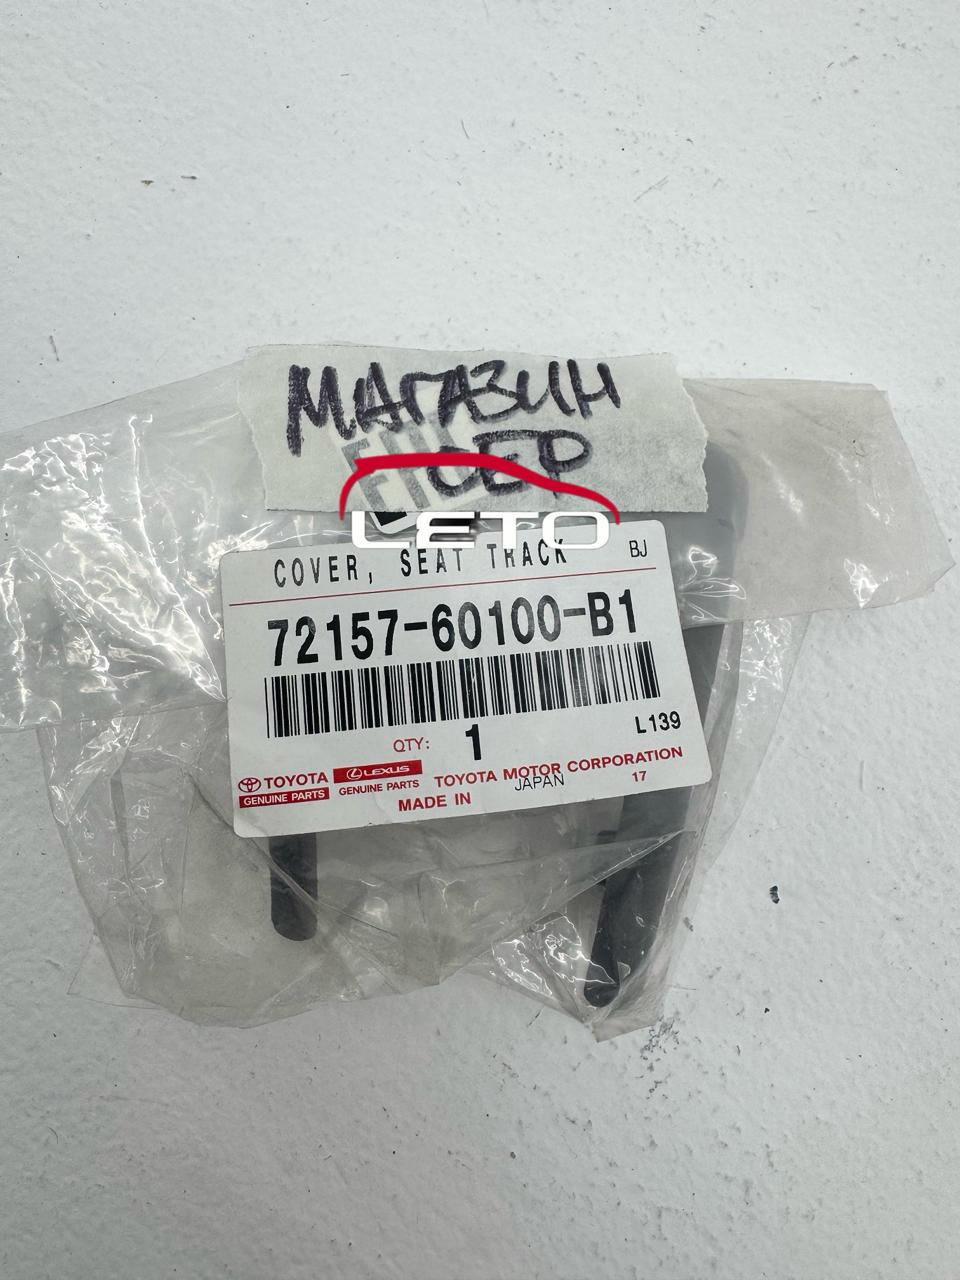 МАГАЗИН
СЕР
LETO
COVER, SEAT TRACK BJ
72157-60100-B1
QTY: 1 L139
TOYOTA LEXUS TOYOTA MOTOR CORPORATION
GENUINE PARTS GENUINE PARTS JAPAN 17
MADE IN